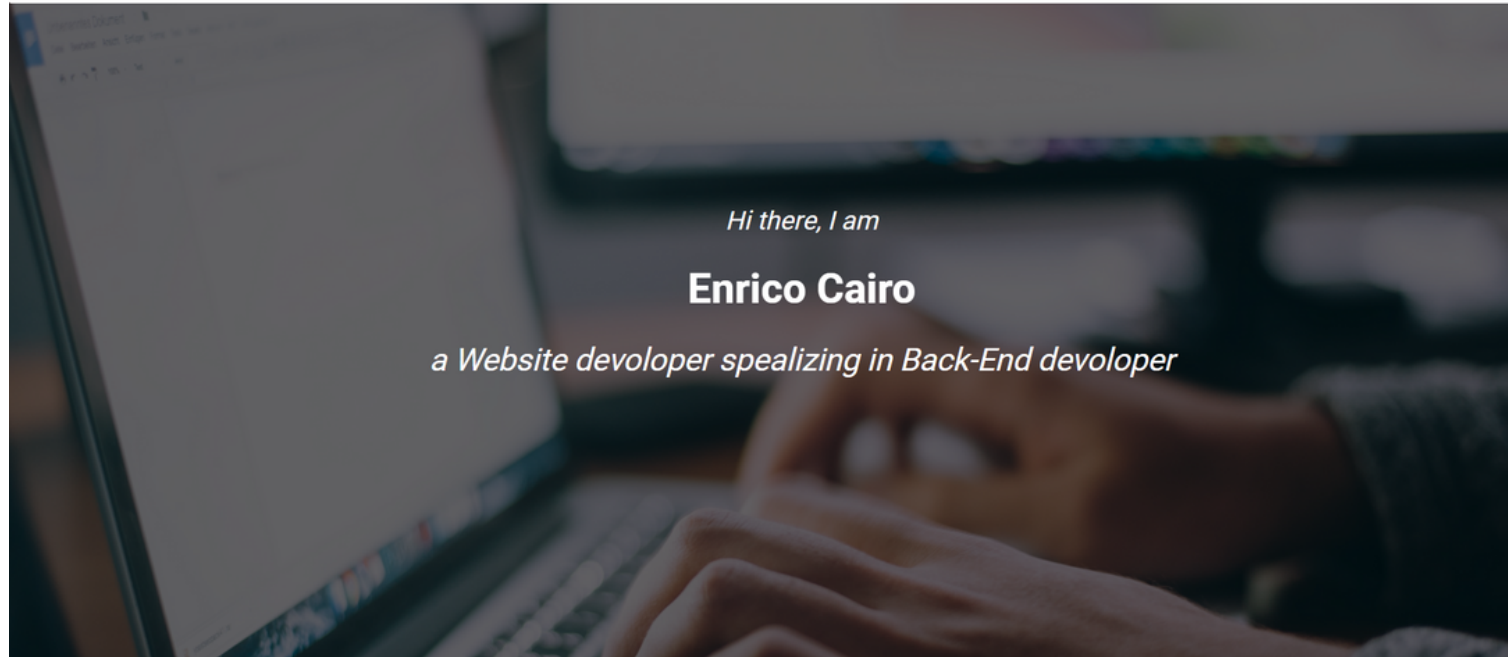 Hi there, I am
Enrico Cairo
a Website devoloper spealizing in Back-End devoloper